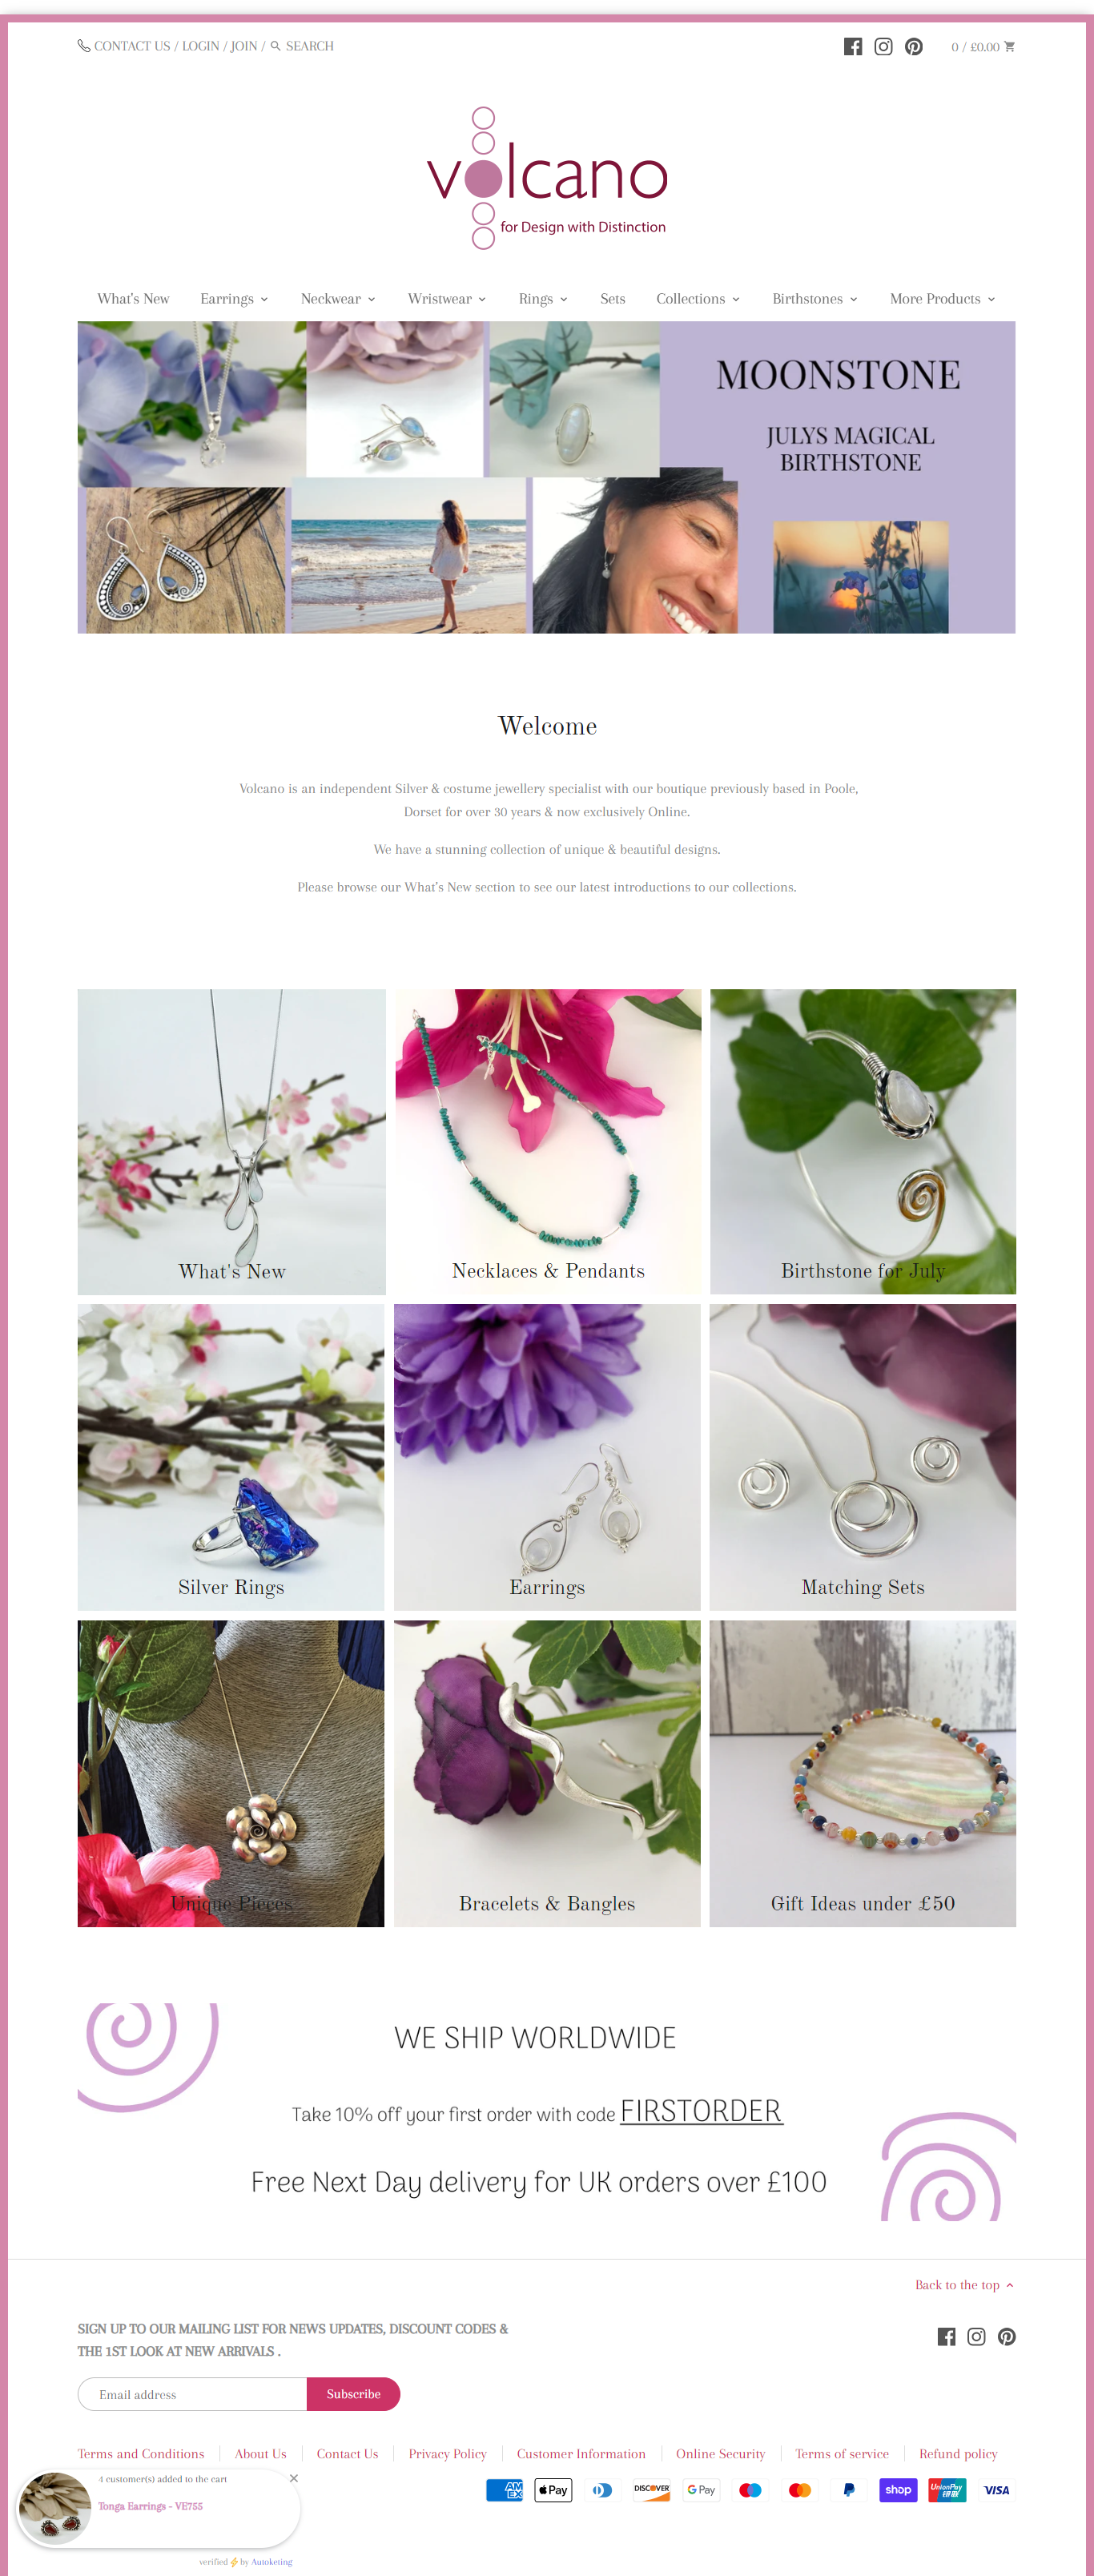 CONTACT US / LOGIN / JOIN / SEARCH
0 / £0.00
volcano
for Design with Distinction
What's New Earrings Neckwear Wristwear Rings Sets Collections Birthstones More Products
MOONSTONE
JULYS MAGICAL
BIRTHSTONE
Welcome
Volcano is an independent Silver & costume jewellery specialist with our boutique previously based in Poole,
Dorset for over 30 years & now exclusively Online.
We have a stunning collection of unique & beautiful designs.
Please browse our What's New section to see our latest introductions to our collections.
What's New
Necklaces & Pendants
Birthstone for July
Silver Rings
Earrings
Matching Sets
Unique Pieces
Bracelets & Bangles
Gift Ideas under £50
WE SHIP WORLDWIDE
Take 10% off your first order with code FIRSTORDER
Free Next Day delivery for UK orders over £100
Back to the top
SIGN UP TO OUR MAILING LIST FOR NEWS UPDATES, DISCOUNT CODES &
THE 1ST LOOK AT NEW ARRIVALS .
Email address Subscribe
Terms and Conditions About Us Contact Us Privacy Policy Customer Information Online Security Terms of service Refund policy
4 customer(s) added to the cart
Tonga Earrings - VE755
verified by Autoketing
AMEX Pay DISCOVER G Pay shop UnionPay 银联 VISA